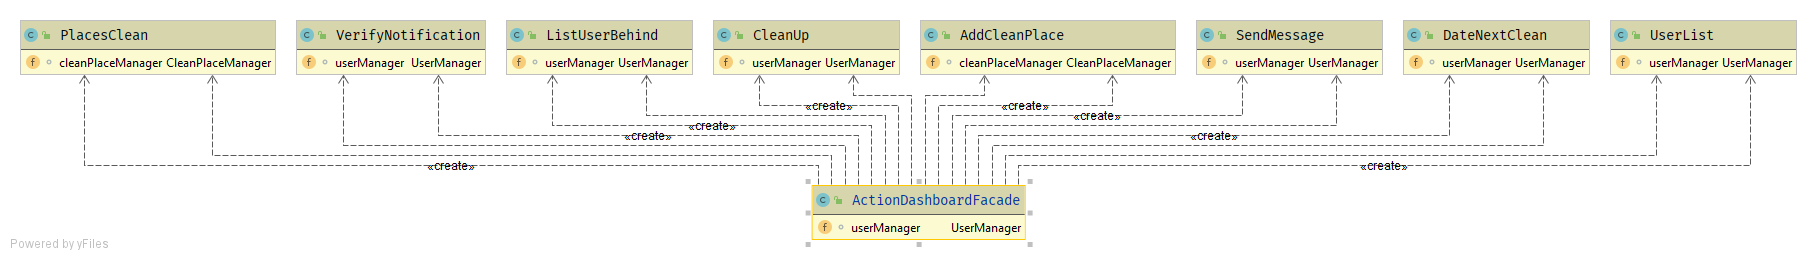 PlacesClean
cleanPlaceManager CleanPlaceManager
VerifyNotification
userManager UserManager
ListUserBehind
userManager UserManager
CleanUp
userManager UserManager
AddCleanPlace
cleanPlaceManager CleanPlaceManager
SendMessage
userManager UserManager
DateNextClean
userManager UserManager
UserList
userManager UserManager
«create»
«create»
«create»
«create»
«create»
«create»
«create»
«create»
ActionDashboardFacade
userManager UserManager
Powered by yFiles